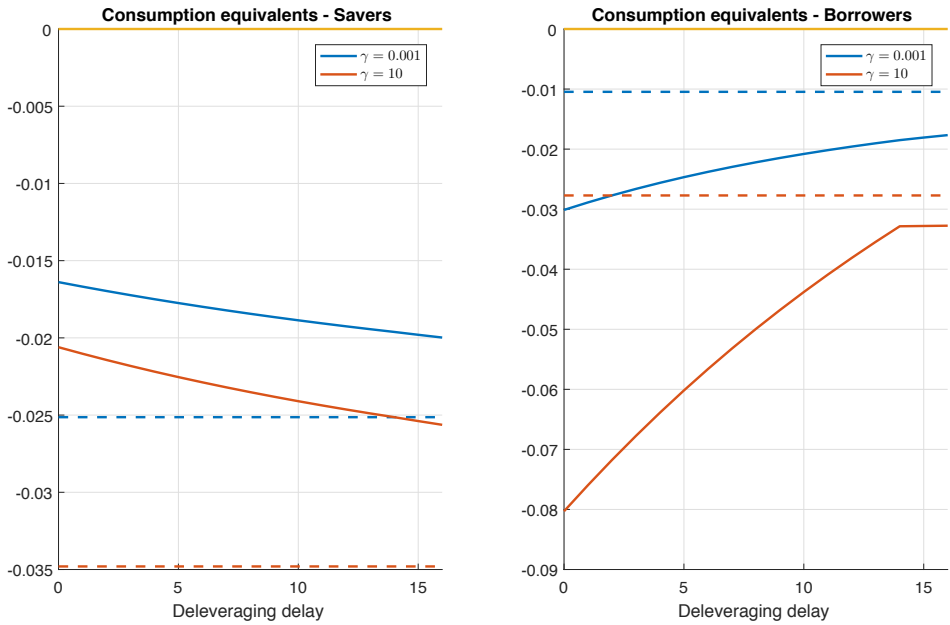 Consumption equivalents - Savers
0
-0.005
-0.01
-0.015
-0.02
-0.025
-0.03
-0.035
γ = 0.001
γ = 10
0 5 10 15
Deleveraging delay
Consumption equivalents - Borrowers
0
-0.01
-0.02
-0.03
-0.04
-0.05
-0.06
-0.07
-0.08
-0.09
γ = 0.001
γ = 10
0 5 10 15
Deleveraging delay